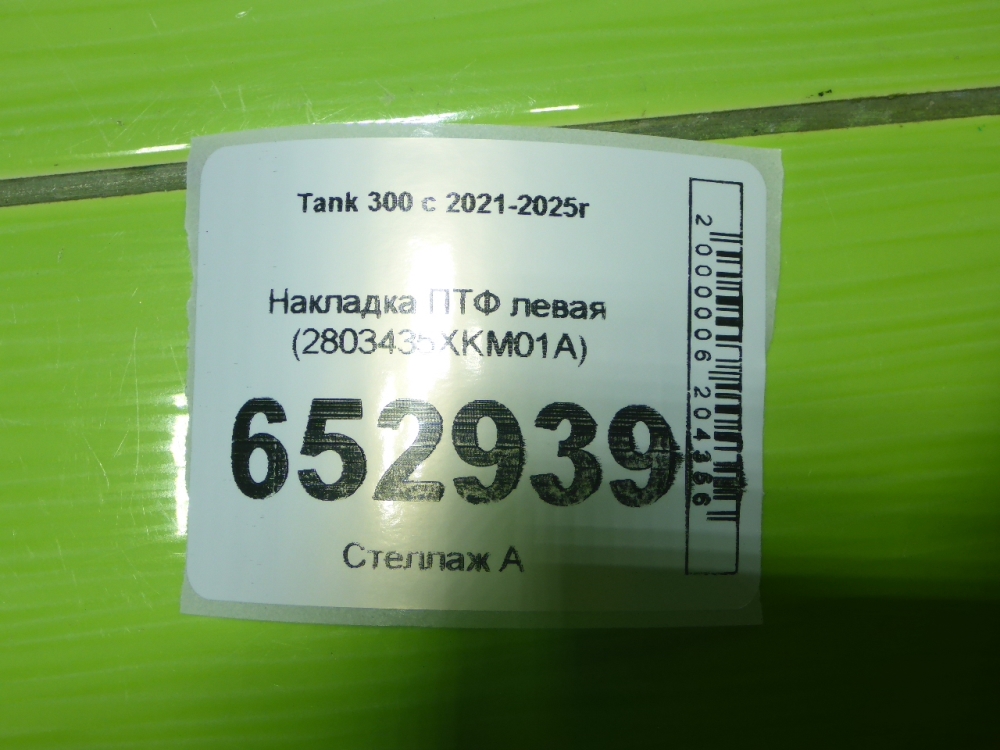 Tank 300 с 2021-2025г
Накладка ПТФ левая
(2803435XKM01A)
652939
Стеллаж А
2000006204366